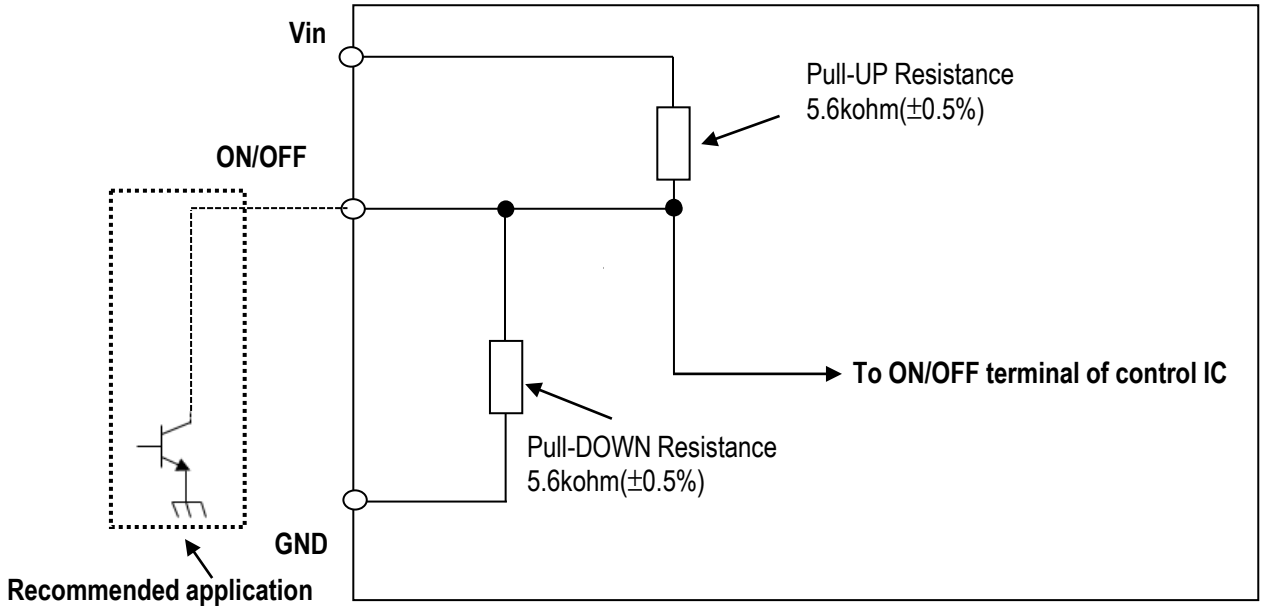 Vin
Pull-UP Resistance
5.6kohm(±0.5%)
ON/OFF
To ON/OFF terminal of control IC
Pull-DOWN Resistance
5.6kohm(±0.5%)
GND
Recommended application